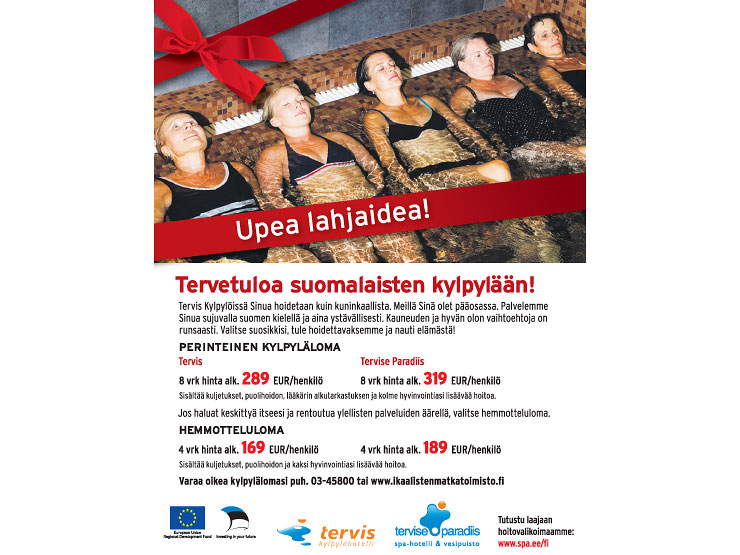 Upea lahjaidea!
Tervetuloa suomalaisten kylpylään!
Tervis Kylpylöissä Sinua hoidetaan kuin kuninkaallista. Meillä Sinä olet pääosassa. Palvelemme
Sinua sujuvalla suomen kielellä ja aina ystävällisesti. Kauneuden ja hyvän olon vaihtoehtoja on
runsaasti. Valitse suosikkisi, tule hoidettavaksemme ja nauti elämästä!
PERINTEINEN KYLPYLÄLOMA
Tervis Tervise Paradiis
8 vrk hinta alk. 289 EUR/henkilö 8 vrk hinta alk. 319 EUR/henkilö
Sisältää kuljetukset, puolihoidon, lääkärin alkutarkastuksen ja kolme hyvinvointiasi lisäävää hoitoa.
Jos haluat keskittyä itseesi ja rentoutua ylellisten palveluiden äärellä, valitse hemmotteluloma.
HEMMOTTELULOMA
4 vrk hinta alk. 169 EUR/henkilö 4 vrk hinta alk. 189 EUR/henkilö
Sisältää kuljetukset, puolihoidon ja kaksi hyvinvointiasi lisäävää hoitoa.
Varaa oikea kylpylälomasi puh. 03-45800 tai www.ikaalistenmatkatoimisto.fi
European Union
Regional Development Fund
Investing in your future
tervis
kylpylähotelli
tervise paradiis
spa-hotelli & vesipuisto
Tutustu laajaan
hoitovalikoimaamme:
www.spa.ee/fi